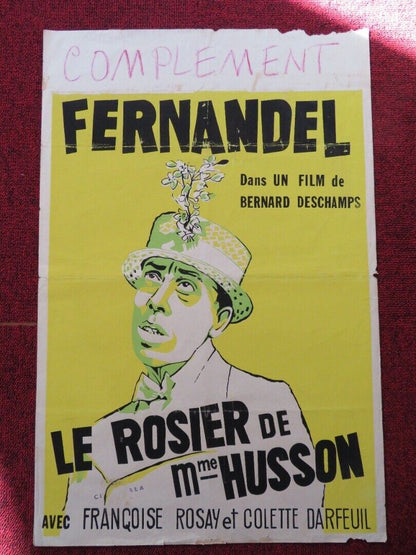 COMPLEMENT
FERNANDEL
Dans UN FILM de
BERNARD DESCHAMPS
LE ROSIER DE
Mme HUSSON
AVEC FRANÇOISE ROSAY et COLETTE DARFEUIL